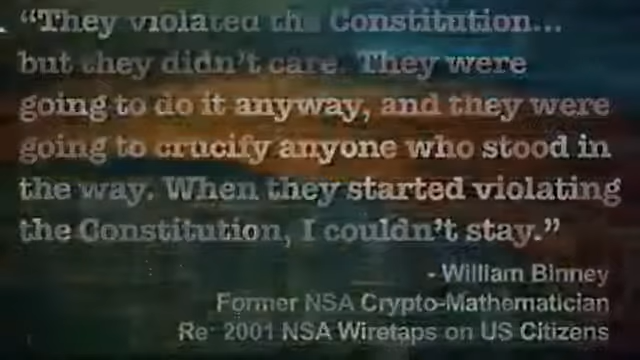 “They violated the Constitution...
but they didn’t care. They were
going to do it anyway, and they were
going to crucify anyone who stood in
the way. When they started violating
the Constitution, I couldn’t stay.”
- William Binney
Former NSA Crypto-Mathematician
Re: 2001 NSA Wiretaps on US Citizens